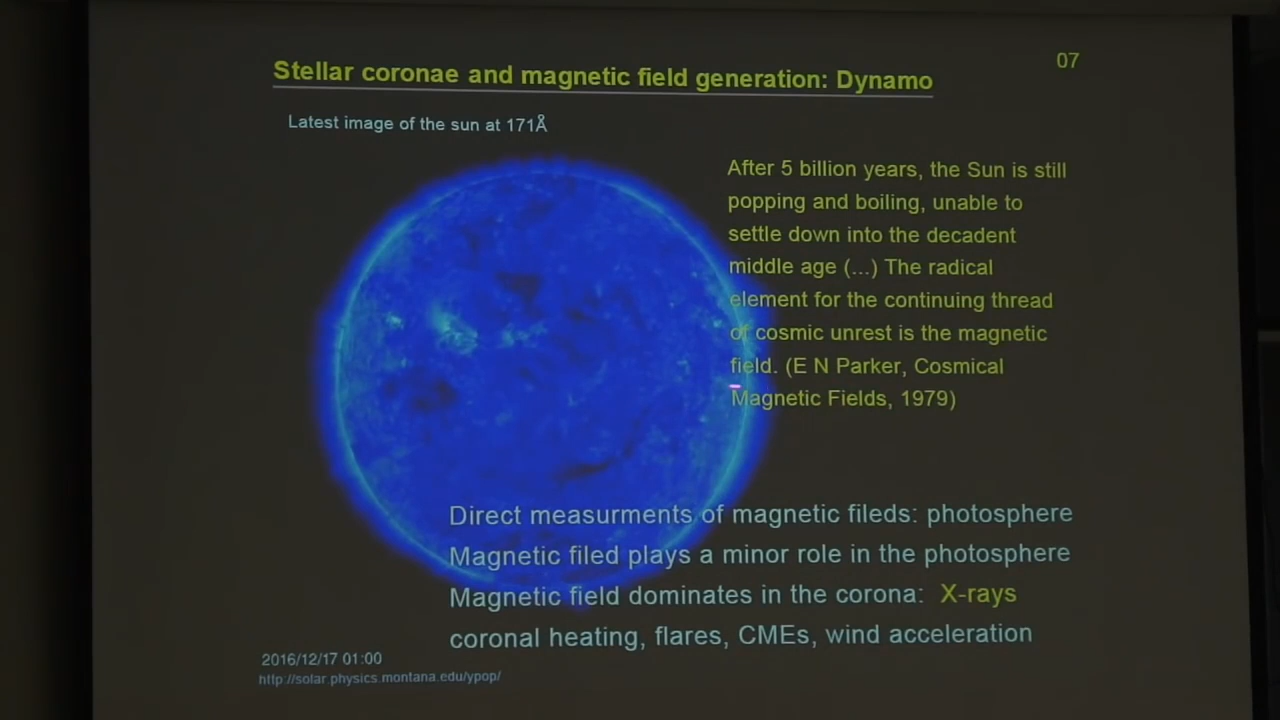 Stellar coronae and magnetic field generation: Dynamo
07
Latest image of the sun at 171Å
After 5 billion years, the Sun is still
popping and boiling, unable to
settle down into the decadent
middle age (...) The radical
element for the continuing thread
of cosmic unrest is the magnetic
field. (E N Parker, Cosmical
Magnetic Fields, 1979)
Direct measurments of magnetic fileds: photosphere
Magnetic filed plays a minor role in the photosphere
Magnetic field dominates in the corona: X-rays
coronal heating, flares, CMEs, wind acceleration
2016/12/17 01:00
http://solar.physics.montana.edu/ypop/